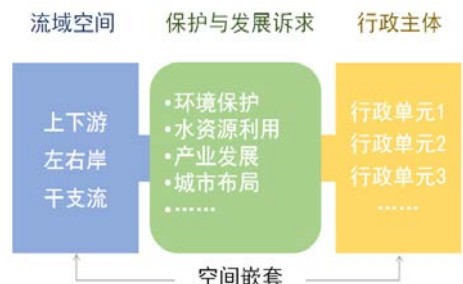 流域空间
保护与发展诉求
行政主体
上下游
左右岸
干支流
•环境保护
•水资源利用
•产业发展
•城市布局
•……
行政单元1
行政单元2
行政单元3
……
空间嵌套